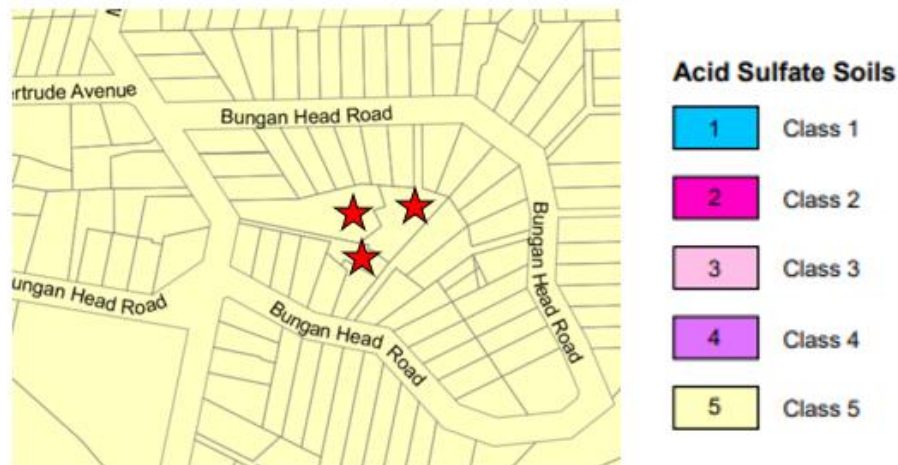 ertrude Avenue
Bungan Head Road
Bungan Head Road
ungan Head Road
Bungan Head Road
Acid Sulfate Soils
1 Class 1
2 Class 2
3 Class 3
4 Class 4
5 Class 5